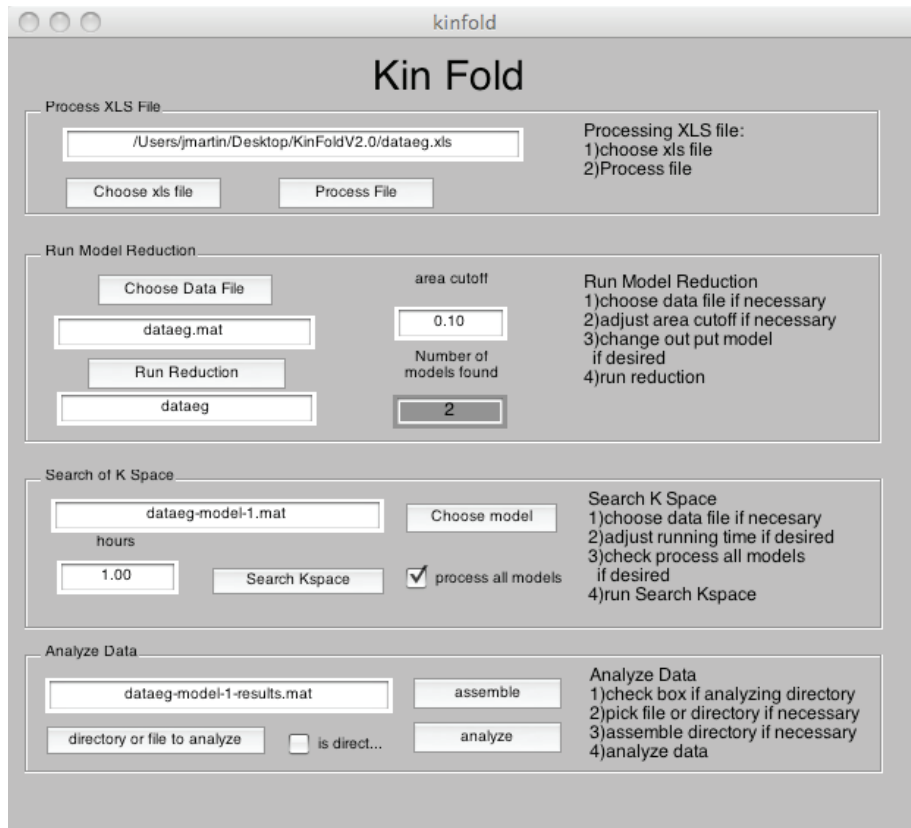 kinfold
Kin Fold
Process XLS File
/Users/jmartin/Desktop/KinFoldV2.0/dataeg.xls
Choose xls file
Process File
Processing XLS file:
1)choose xls file
2)Process file
Run Model Reduction
Choose Data File
dataeg.mat
Run Reduction
dataeg
area cutoff
0.10
Number of
models found
2
Run Model Reduction
1)choose data file if necessary
2)adjust area cutoff if necessary
3)change out put model
if desired
4)run reduction
Search of K Space
dataeg-model-1.mat
Choose model
hours
1.00
Search Kspace
process all models
Search K Space
1)choose data file if necesary
2)adjust running time if desired
3)check process all models
if desired
4)run Search Kspace
Analyze Data
dataeg-model-1-results.mat
assemble
directory or file to analyze
is direct...
analyze
Analyze Data
1)check box if analyzing directory
2)pick file or directory if necessary
3)assemble directory if necessary
4)analyze data